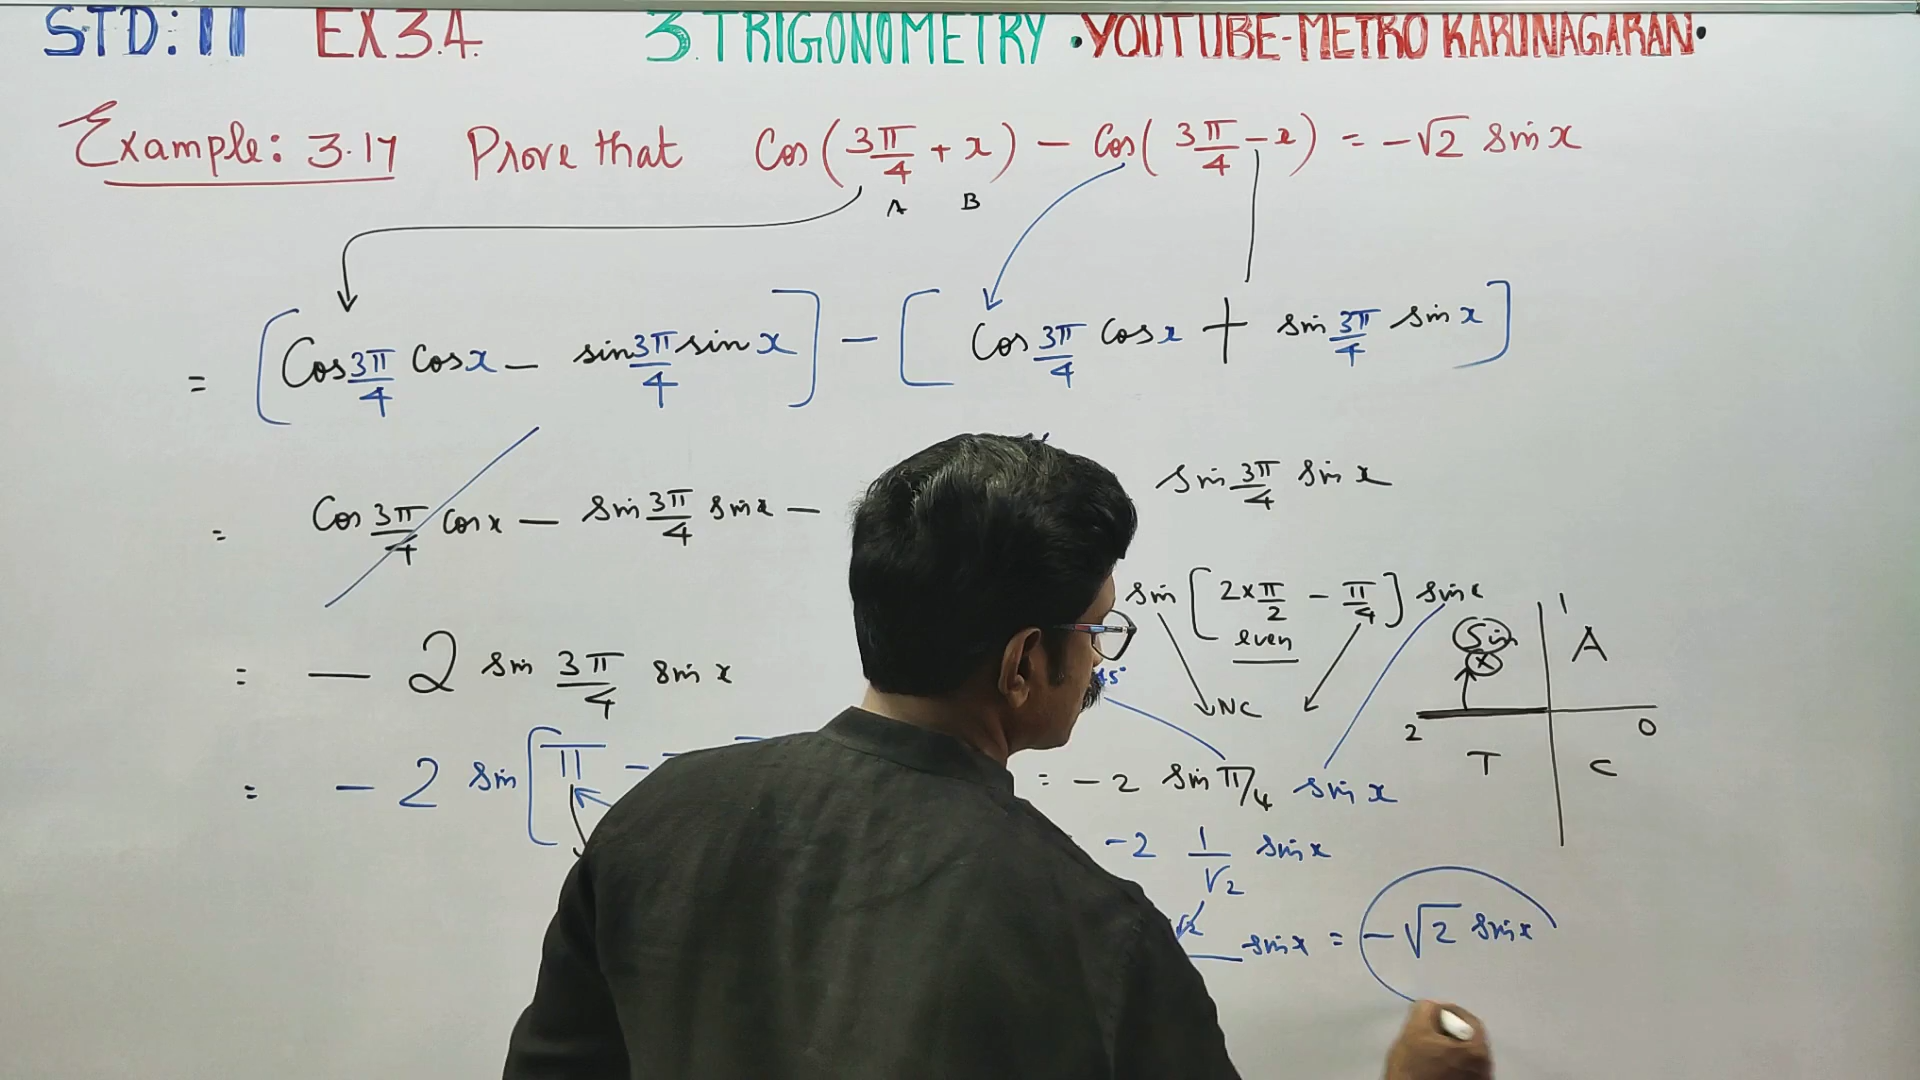 STD: 11 EX 3.4. 3. TRIGONOMETRY • YOUTUBE-METRO KARUNAGARAN •
Example: 3.17 Prove that Cos(3π/4 + x) - Cos(3π/4 - x) = -√2 sin x
A B
= [Cos 3π/4 Cos x - sin 3π/4 sin x] - [Cos 3π/4 Cos x + sin 3π/4 sin x]
= Cos 3π/4 Cos x - sin 3π/4 sin x - sin 3π/4 sin x
sin [2×π/2 - π/4] sin x
even
NC
Sin A
2 0
T C
1
= - 2 sin 3π/4 sin x
45°
= - 2 sin [π -
= -2 sin π/4 sin x
-2 1/√2 sin x
sin x = -√2 sin x